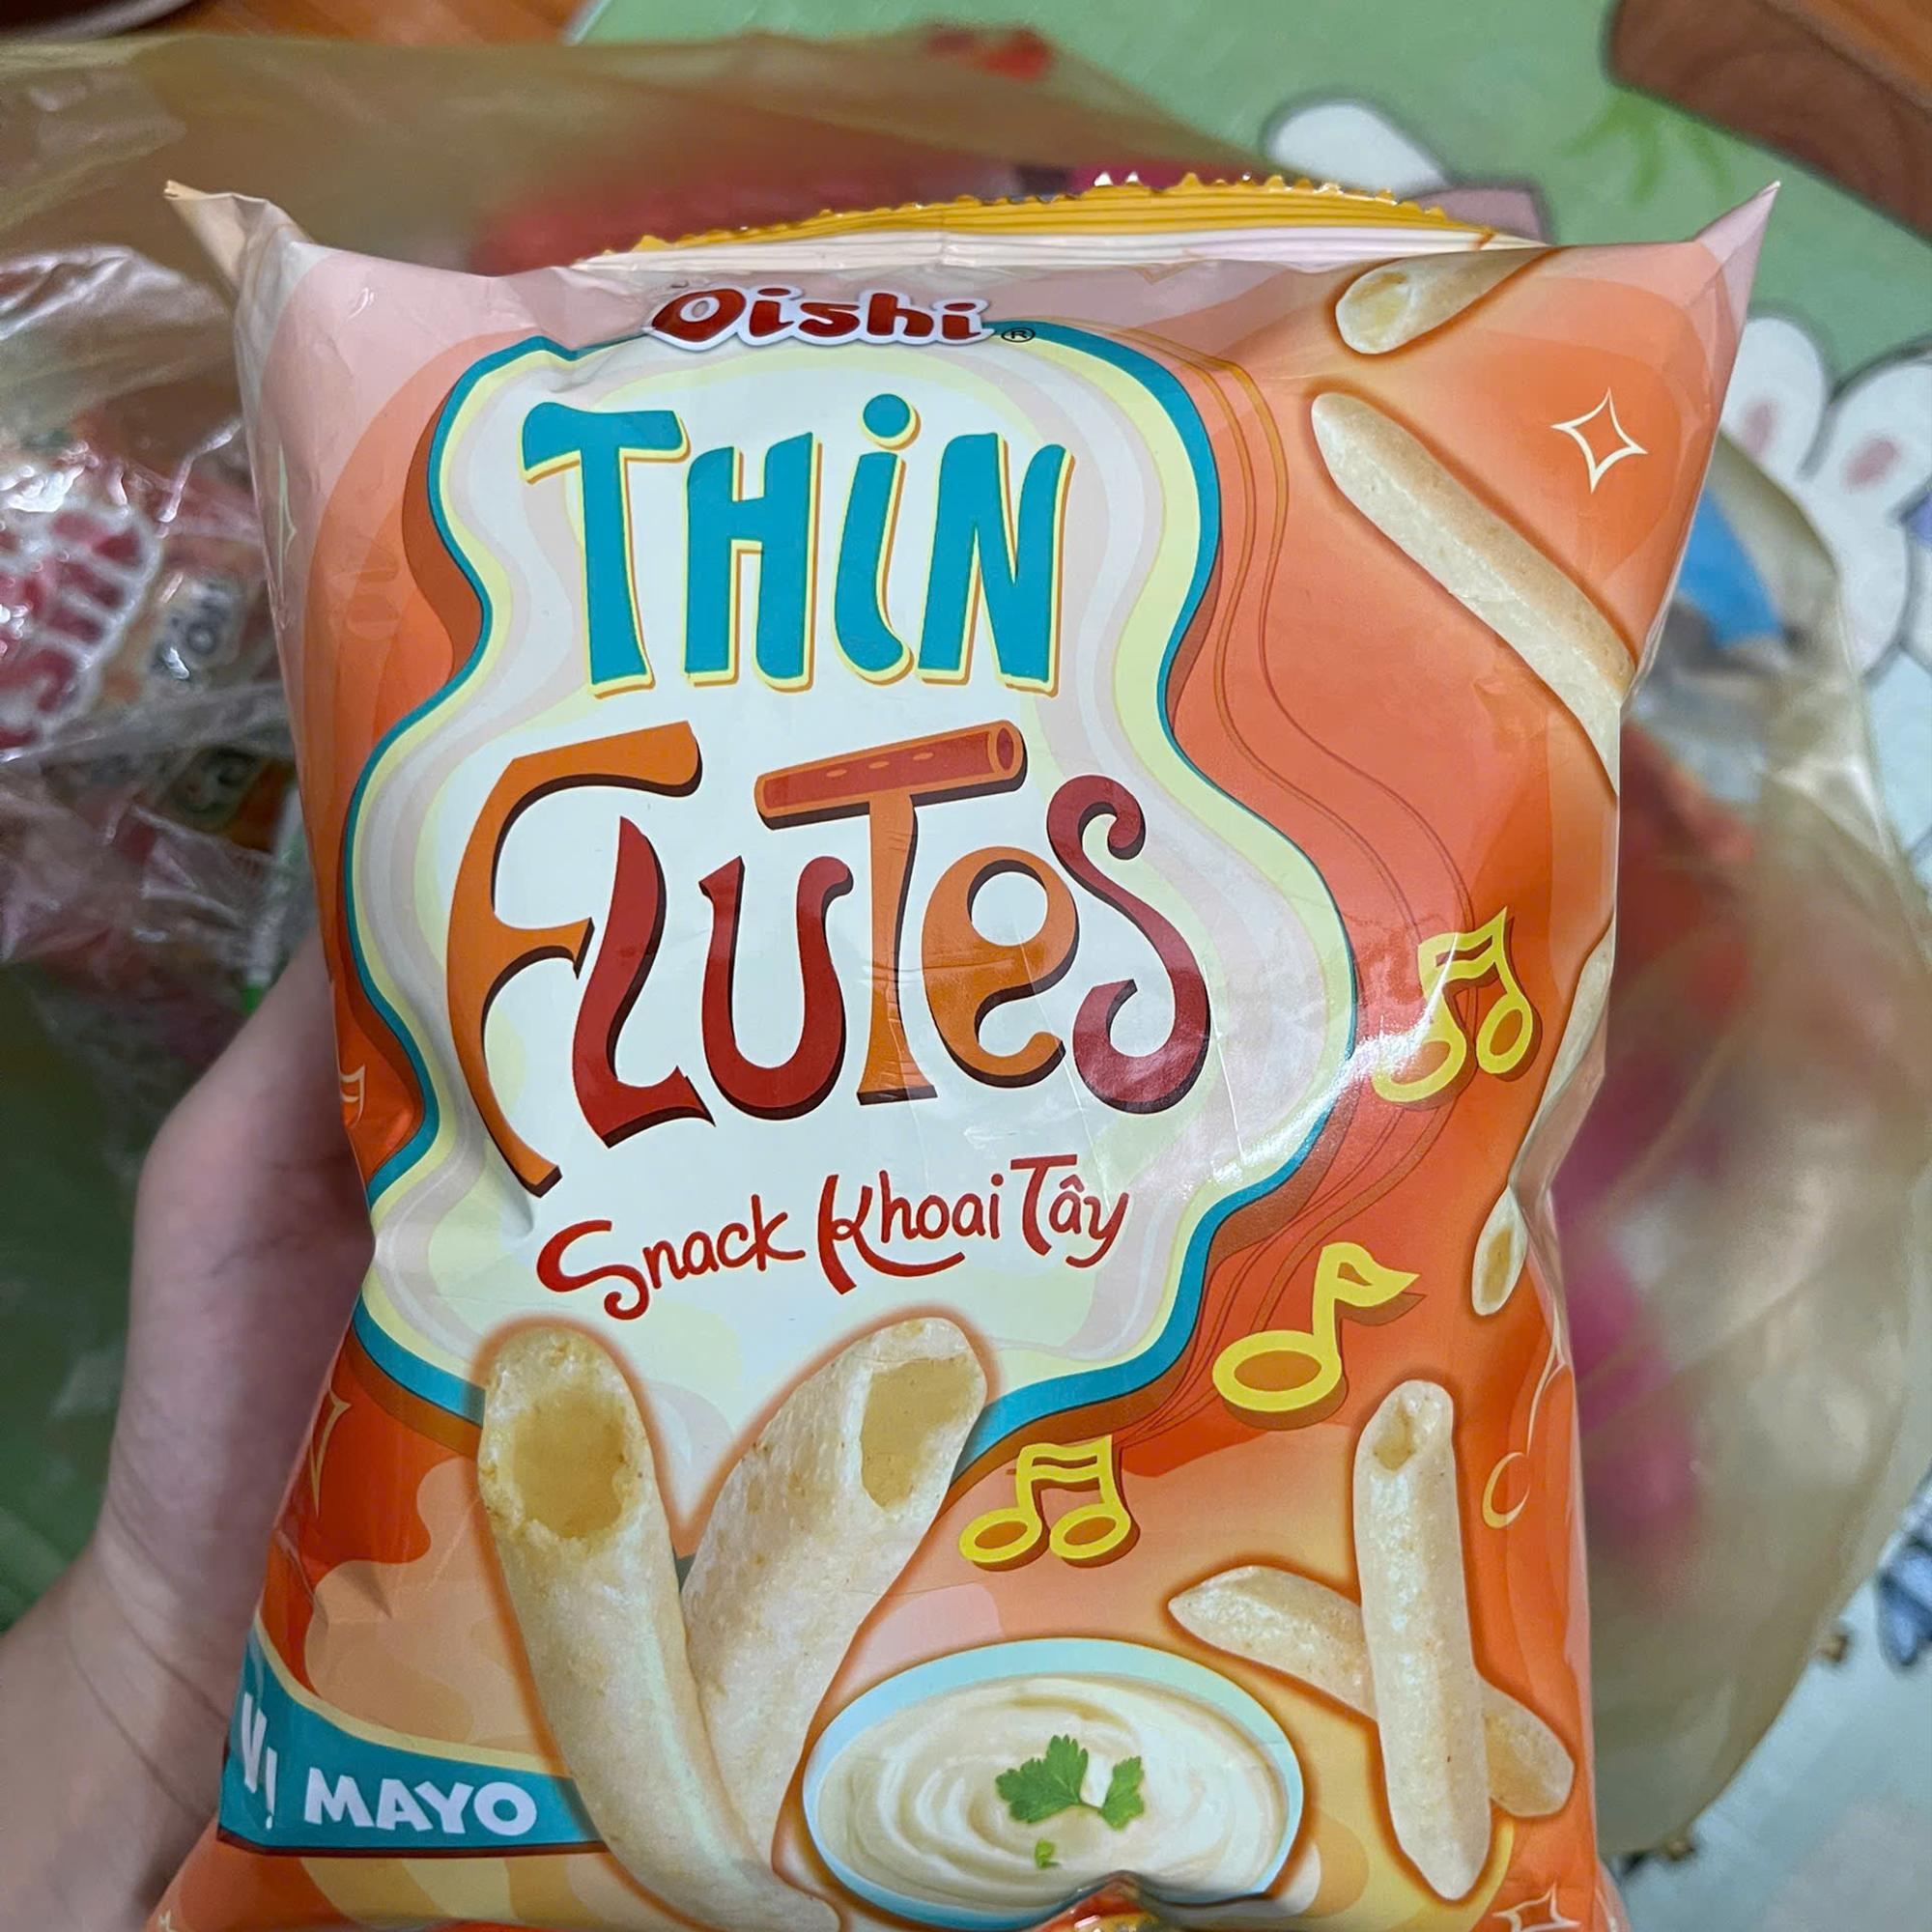 Oishi®
THiN
FLUTeS
Snack Khoai Tây
Vị MAYO